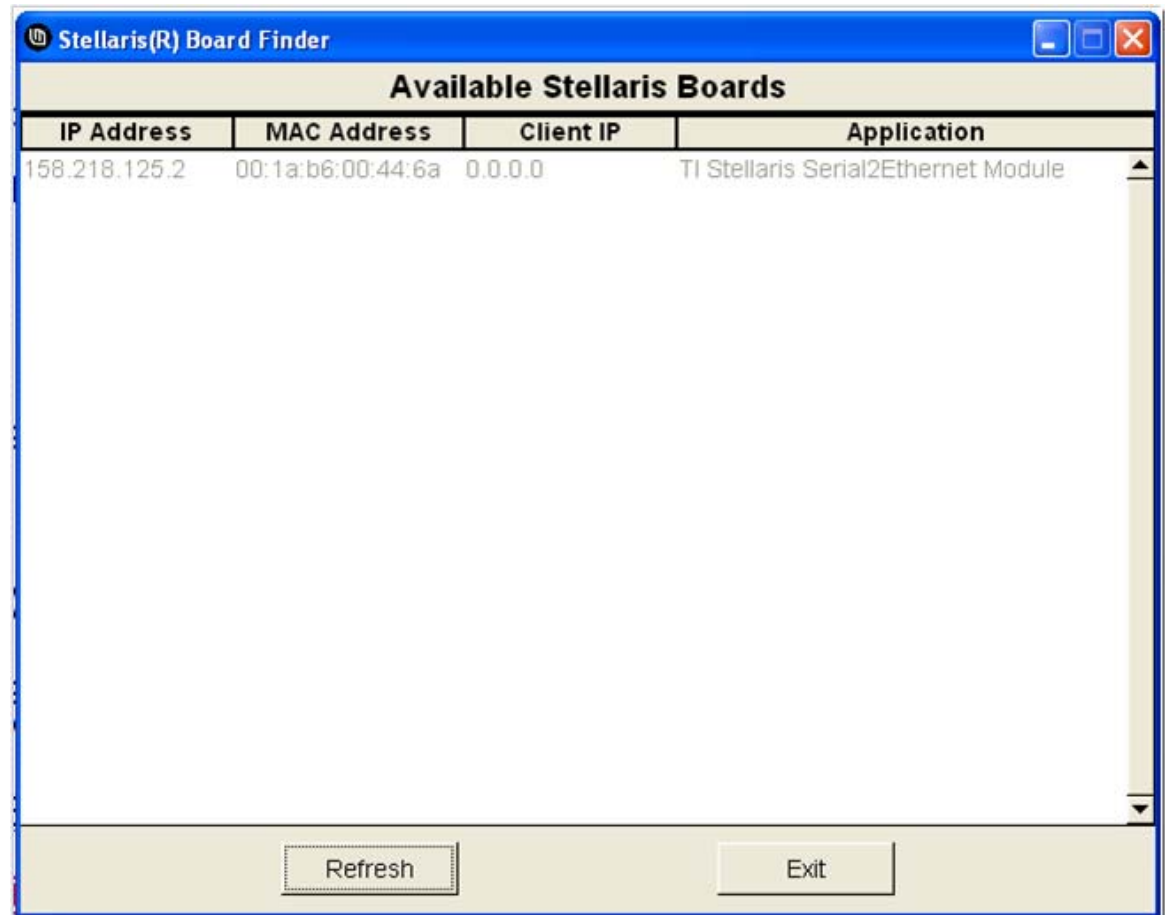 Stellaris(R) Board Finder
Available Stellaris Boards
IP Address MAC Address Client IP Application
158.218.125.2 00:1a:b6:00:44:6a 0.0.0.0 TI Stellaris Serial2Ethernet Module
Refresh Exit